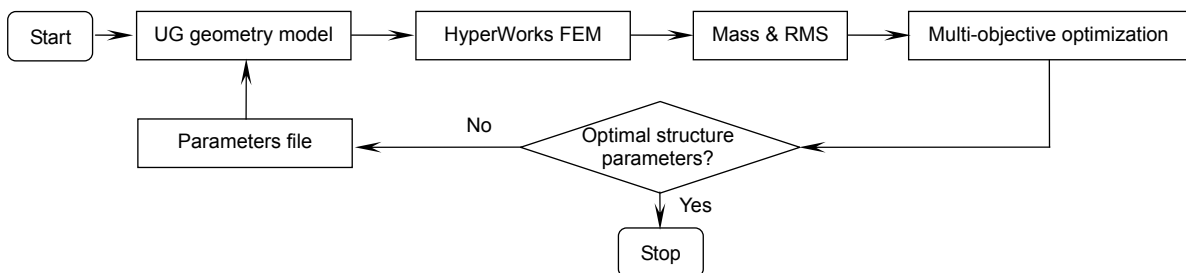 Start
UG geometry model
HyperWorks FEM
Mass & RMS
Multi-objective optimization
No
Optimal structure
parameters?
Parameters file
Yes
Stop